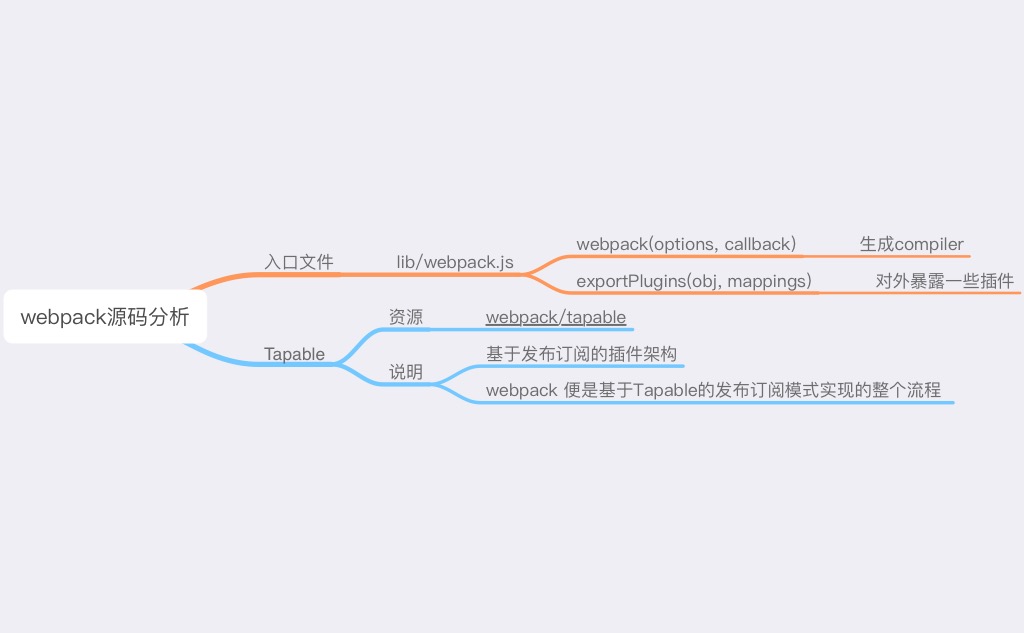 webpack源码分析
入口文件
lib/webpack.js
webpack(options, callback)
生成compiler
exportPlugins(obj, mappings)
对外暴露一些插件
Tapable
资源
webpack/tapable
说明
基于发布订阅的插件架构
webpack 便是基于Tapable的发布订阅模式实现的整个流程